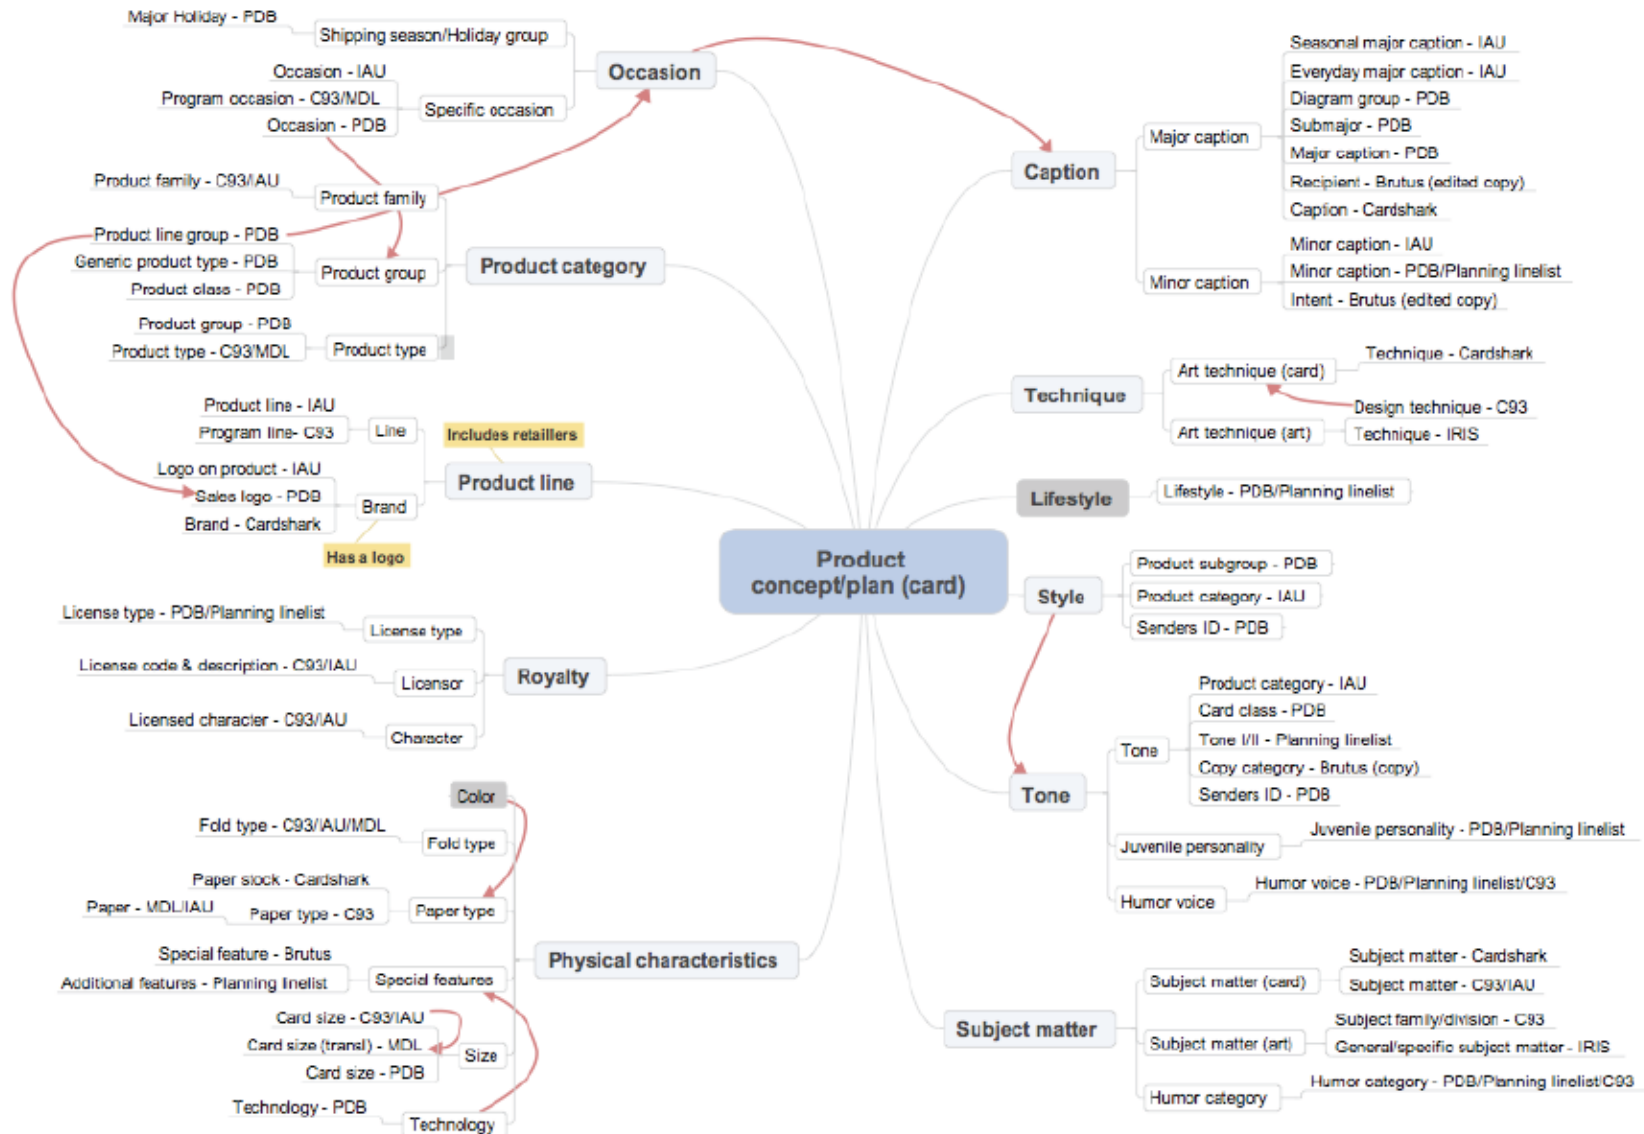 Major Holiday - PDB
Shipping season/Holiday group
Occasion
Occasion - IAU
Program occasion - C93/MDL
Specific occasion
Occasion - PDB
Product family - C93/IAU
Product family
Product line group - PDB
Generic product type - PDB
Product group
Product class - PDB
Product category
Product group - PDB
Product type - C93/MDL
Product type
Product line - IAU
Program line- C93
Line
Includes retaillers
Product line
Logo on product - IAU
Sales logo - PDB
Brand
Brand - Cardshark
Has a logo
Product
concept/plan (card)
License type - PDB/Planning linelist
License type
License code & description - C93/IAU
Licensor
Royalty
Licensed character - C93/IAU
Character
Color
Fold type - C93/IAU/MDL
Fold type
Paper stock - Cardshark
Paper - MDL/IAU
Paper type - C93
Paper type
Physical characteristics
Special feature - Brutus
Additional features - Planning linelist
Special features
Card size - C93/IAU
Card size (transl) - MDL
Size
Card size - PDB
Technology - PDB
Technology
Caption
Major caption
Seasonal major caption - IAU
Everyday major caption - IAU
Diagram group - PDB
Submajor - PDB
Major caption - PDB
Recipient - Brutus (edited copy)
Caption - Cardshark
Minor caption
Minor caption - IAU
Minor caption - PDB/Planning linelist
Intent - Brutus (edited copy)
Technique
Art technique (card)
Technique - Cardshark
Design technique - C93
Art technique (art)
Technique - IRIS
Lifestyle
Lifestyle - PDB/Planning linelist
Style
Product subgroup - PDB
Product category - IAU
Senders ID - PDB
Tone
Tone
Product category - IAU
Card class - PDB
Tone I/II - Planning linelist
Copy category - Brutus (copy)
Senders ID - PDB
Juvenile personality
Juvenile personality - PDB/Planning linelist
Humor voice
Humor voice - PDB/Planning linelist/C93
Subject matter
Subject matter (card)
Subject matter - Cardshark
Subject matter - C93/IAU
Subject matter (art)
Subject family/division - C93
General/specific subject matter - IRIS
Humor category
Humor category - PDB/Planning linelist/C93